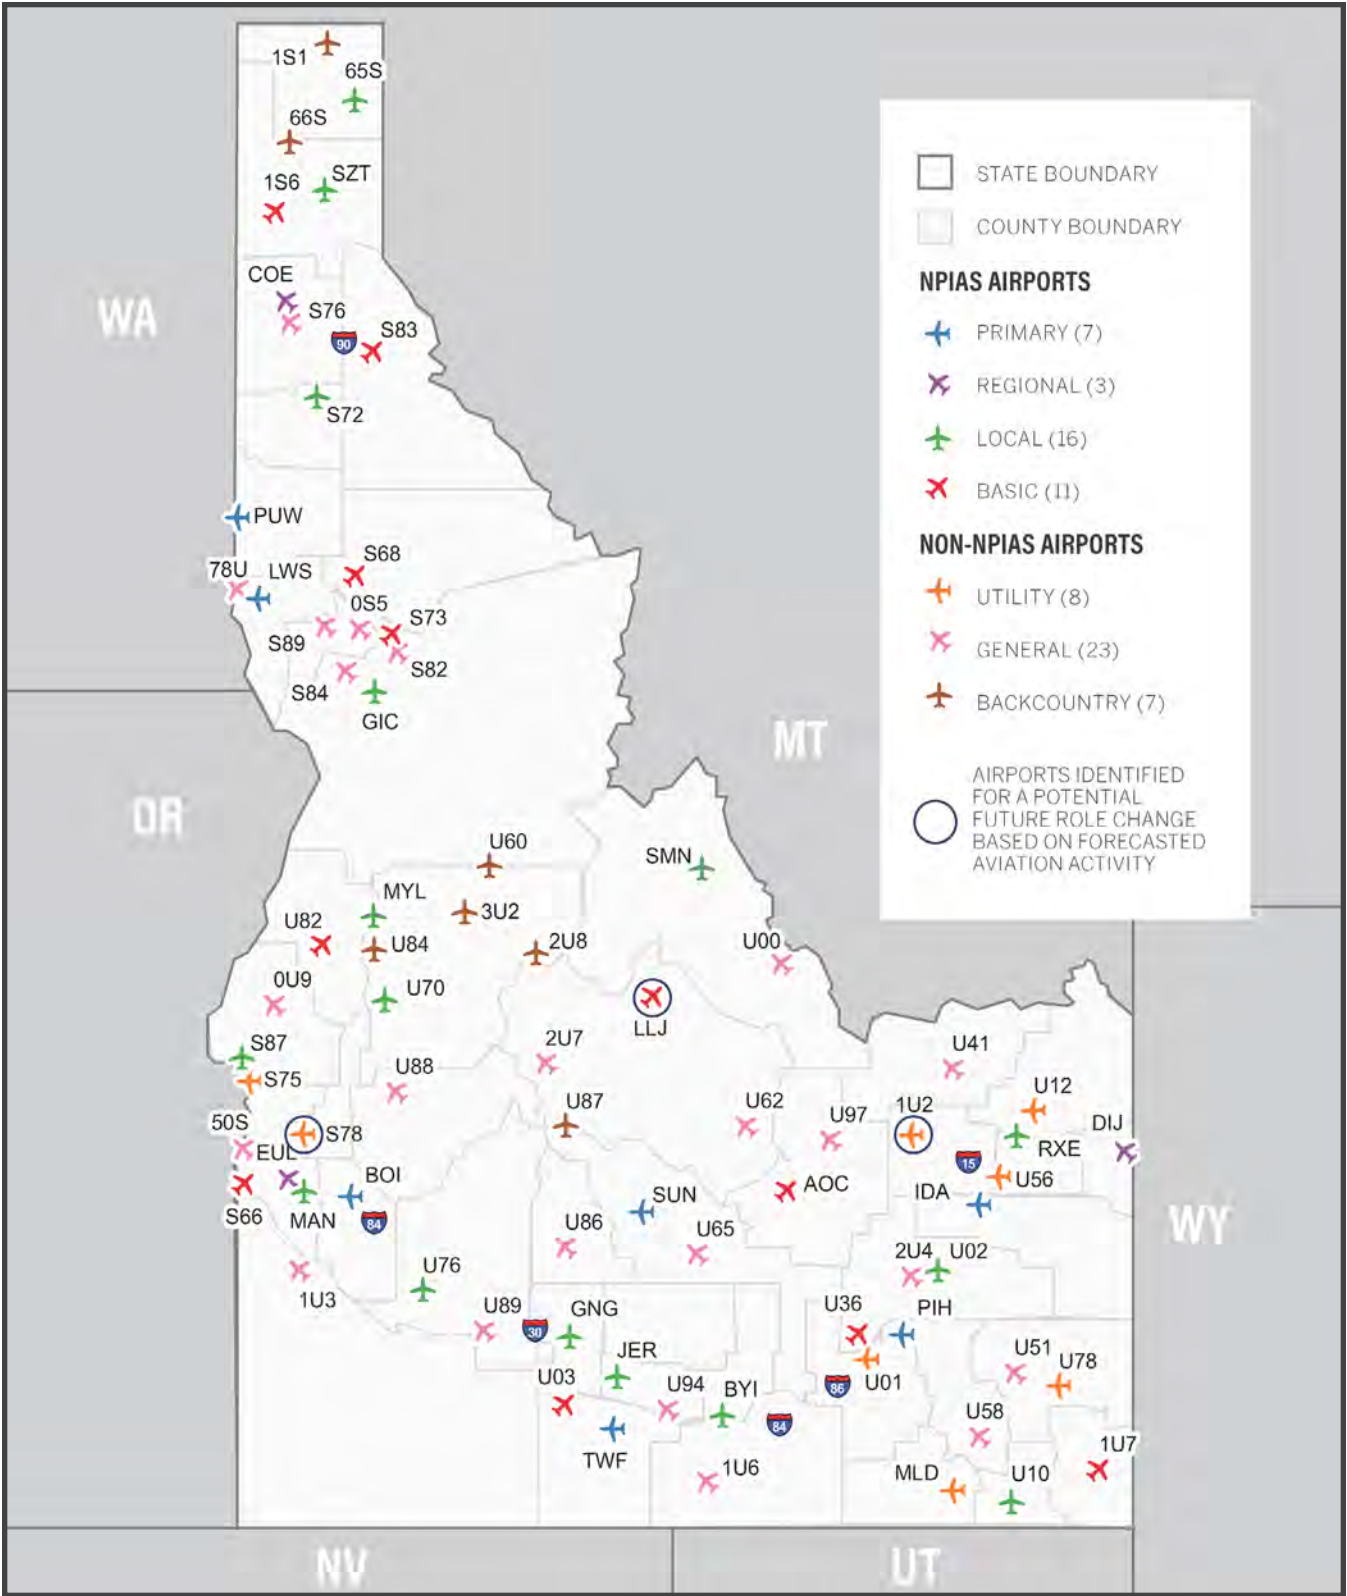 1S1
65S
66S
1S6
SZT
COE
S76
90
S83
S72
WA
PUW
78U
LWS
S68
0S5
S73
S89
S82
S84
GIC
OR
MT
STATE BOUNDARY
COUNTY BOUNDARY
NPIAS AIRPORTS
PRIMARY (7)
REGIONAL (3)
LOCAL (16)
BASIC (11)
NON-NPIAS AIRPORTS
UTILITY (8)
GENERAL (23)
BACKCOUNTRY (7)
AIRPORTS IDENTIFIED
FOR A POTENTIAL
FUTURE ROLE CHANGE
BASED ON FORECASTED
AVIATION ACTIVITY
U60
SMN
MYL
3U2
U82
U84
2U8
U00
0U9
U70
LLJ
S87
2U7
U41
S75
U88
U12
50S
S78
U87
U62
U97
1U2
DIJ
EUL
15
RXE
BOI
AOC
U56
S66
MAN
84
SUN
IDA
WY
U86
U65
2U4
U02
1U3
U76
U89
30
GNG
U36
PIH
JER
U51
U78
U03
U94
BYI
86
U01
84
U58
TWF
1U6
1U7
MLD
U10
NV
UT